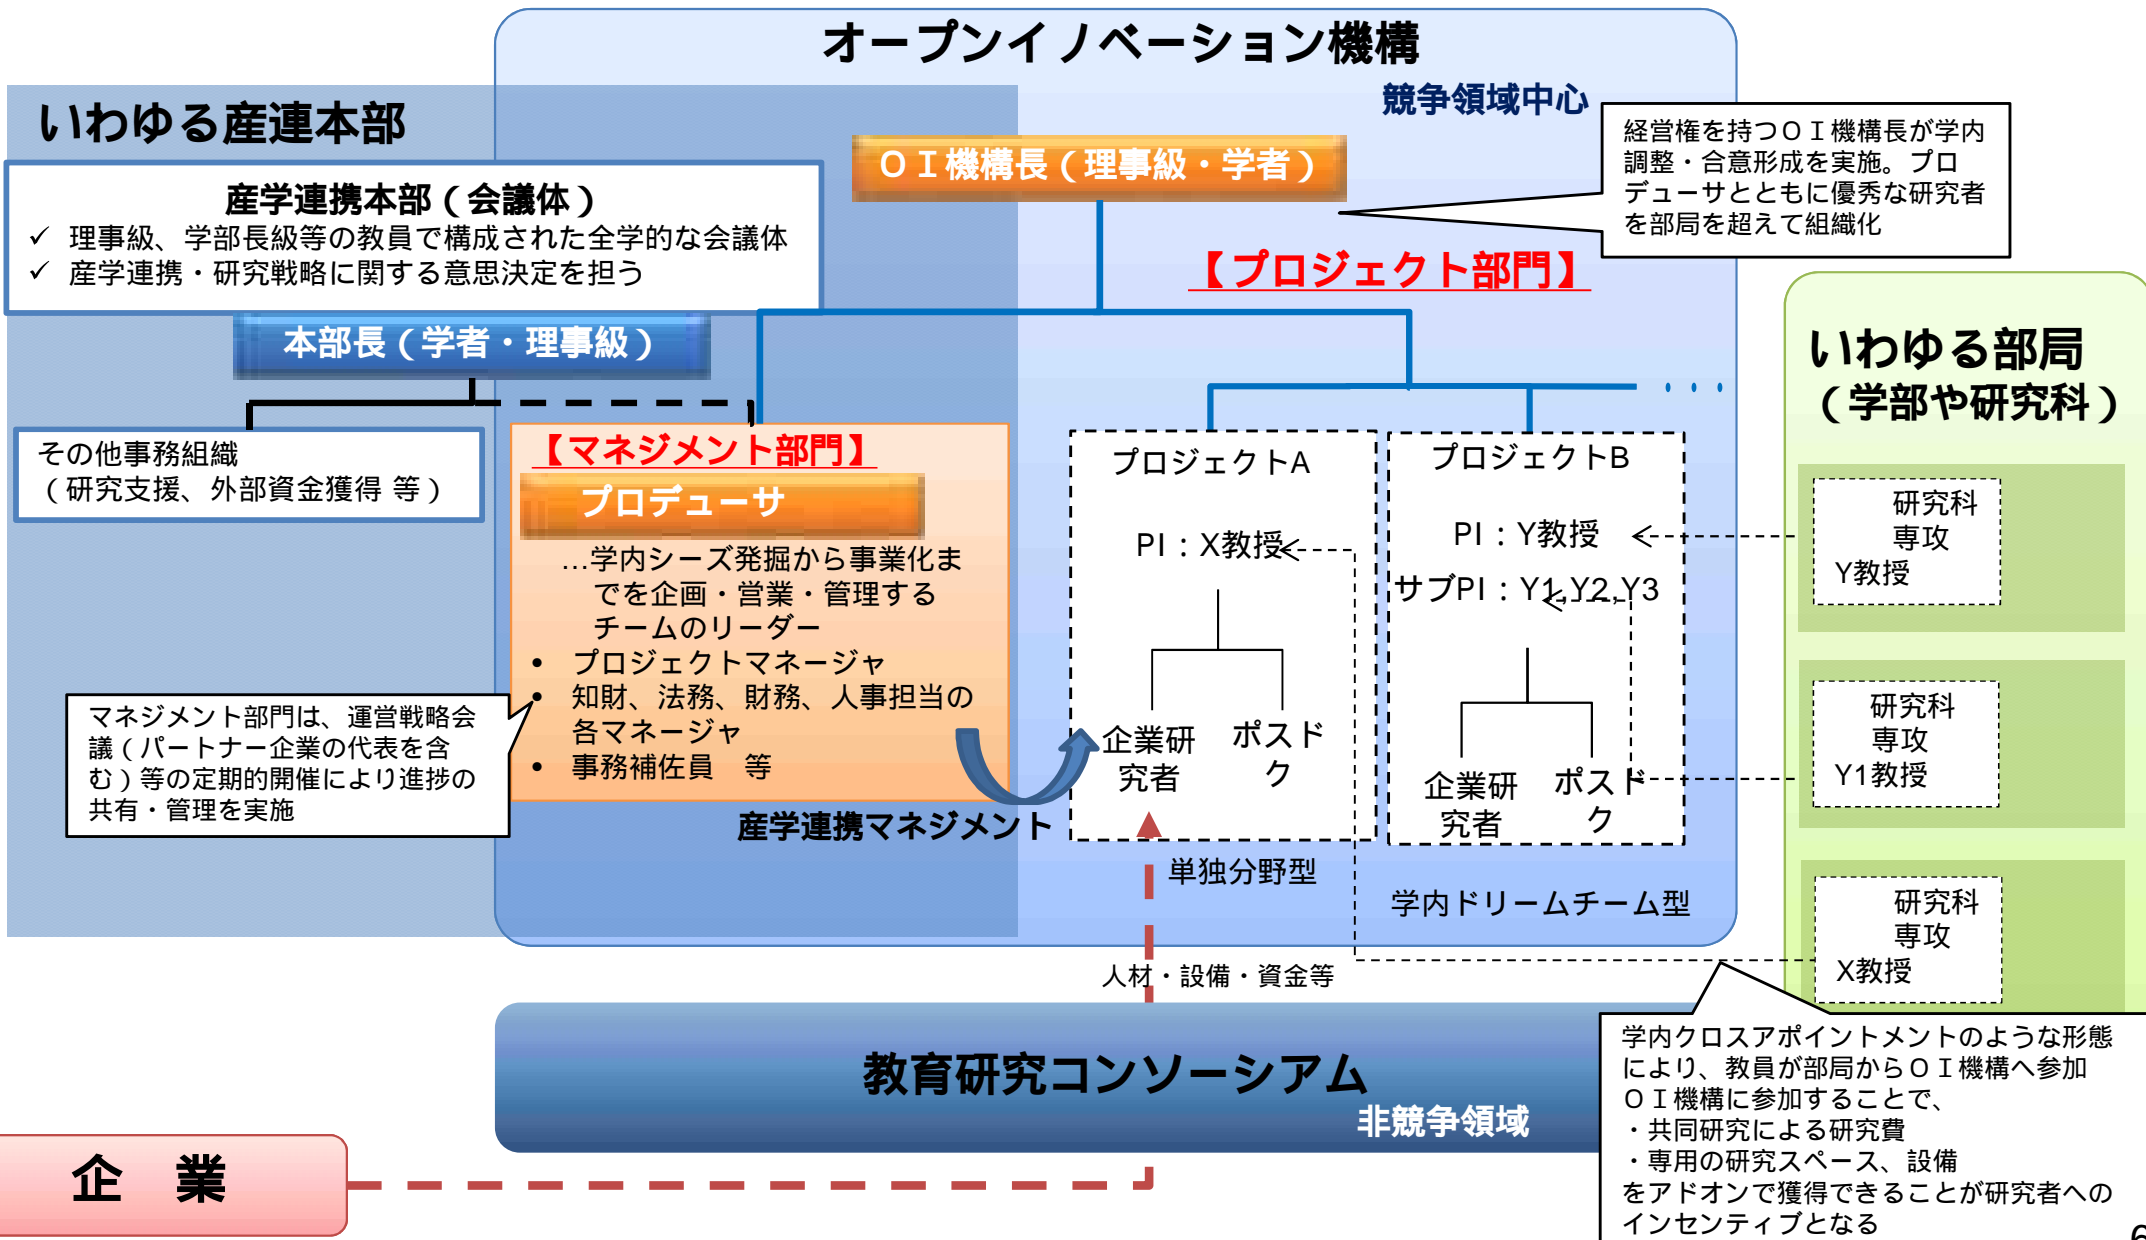 オープンイノベーション機構
競争領域中心
いわゆる産連本部
産学連携本部（会議体）
✓ 理事級、学部長級等の教員で構成された全学的な会議体
✓ 産学連携・研究戦略に関する意思決定を担う
本部長（学者・理事級）
その他事務組織
（研究支援、外部資金獲得 等）
ＯＩ機構長（理事級・学者）
経営権を持つＯＩ機構長が学内
調整・合意形成を実施。プロ
デューサとともに優秀な研究者
を部局を超えて組織化
【プロジェクト部門】
【マネジメント部門】
プロデューサ
…学内シーズ発掘から事業化ま
でを企画・営業・管理する
チームのリーダー
• プロジェクトマネージャ
• 知財、法務、財務、人事担当の
各マネージャ
• 事務補佐員　等
マネジメント部門は、運営戦略会
議（パートナー企業の代表を含
む）等の定期的開催により進捗の
共有・管理を実施
産学連携マネジメント
プロジェクトA
PI：X教授
企業研
究者
ポスド
ク
単独分野型
プロジェクトB
PI：Y教授
サブPI：Y1,Y2,Y3
企業研
究者
ポスド
ク
学内ドリームチーム型
・・・
いわゆる部局
（学部や研究科）
研究科
専攻
Y教授
研究科
専攻
Y1教授
研究科
専攻
X教授
人材・設備・資金等
教育研究コンソーシアム
非競争領域
企　業
学内クロスアポイントメントのような形態
により、教員が部局からＯＩ機構へ参加
ＯＩ機構に参加することで、
・共同研究による研究費
・専用の研究スペース、設備
をアドオンで獲得できることが研究者への
インセンティブとなる
6